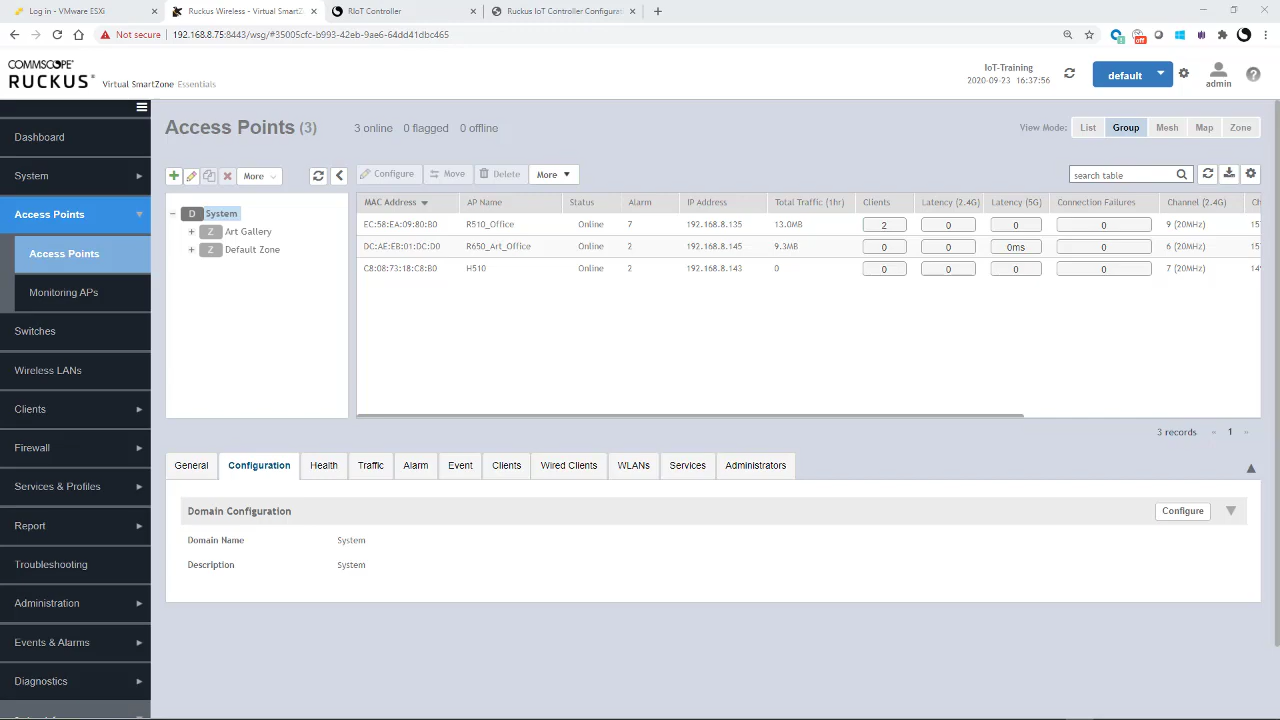 Log in - VMware ESXi
Ruckus Wireless - Virtual SmartZ
RIoT Controller
Ruckus IoT Controller Configurat
Not secure
192.168.8.75:8443/wsg/#35005cfc-b993-42eb-9ae6-64dd41dbc465
COMMSCOPE
RUCKUS
Virtual SmartZone Essentials
IoT-Training
2020-09-23 16:37:56
default
admin
Dashboard
System
Access Points
Access Points
Monitoring APs
Switches
Wireless LANs
Clients
Firewall
Services & Profiles
Report
Troubleshooting
Administration
Events & Alarms
Diagnostics
Access Points (3) 3 online 0 flagged 0 offline
View Mode: List Group Mesh Map Zone
More
Configure Move Delete More
search table
D System
Z Art Gallery
Z Default Zone
MAC Address AP Name Status Alarm IP Address Total Traffic (1hr) Clients Latency (2.4G) Latency (5G) Connection Failures Channel (2.4G) Ch
EC:58:EA:09:80:B0 R510_Office Online 7 192.168.8.135 13.0MB 2 0 0 0 9 (20MHz) 15
DC:AE:EB:01:DC:D0 R650_Art_Office Online 2 192.168.8.145 9.3MB 0 0 0ms 0 6 (20MHz) 15
C8:08:73:18:C8:B0 H510 Online 2 192.168.8.143 0 0 0 0 0 7 (20MHz)
3 records 1
General Configuration Health Traffic Alarm Event Clients Wired Clients WLANs Services Administrators
Domain Configuration
Configure
Domain Name System
Description System